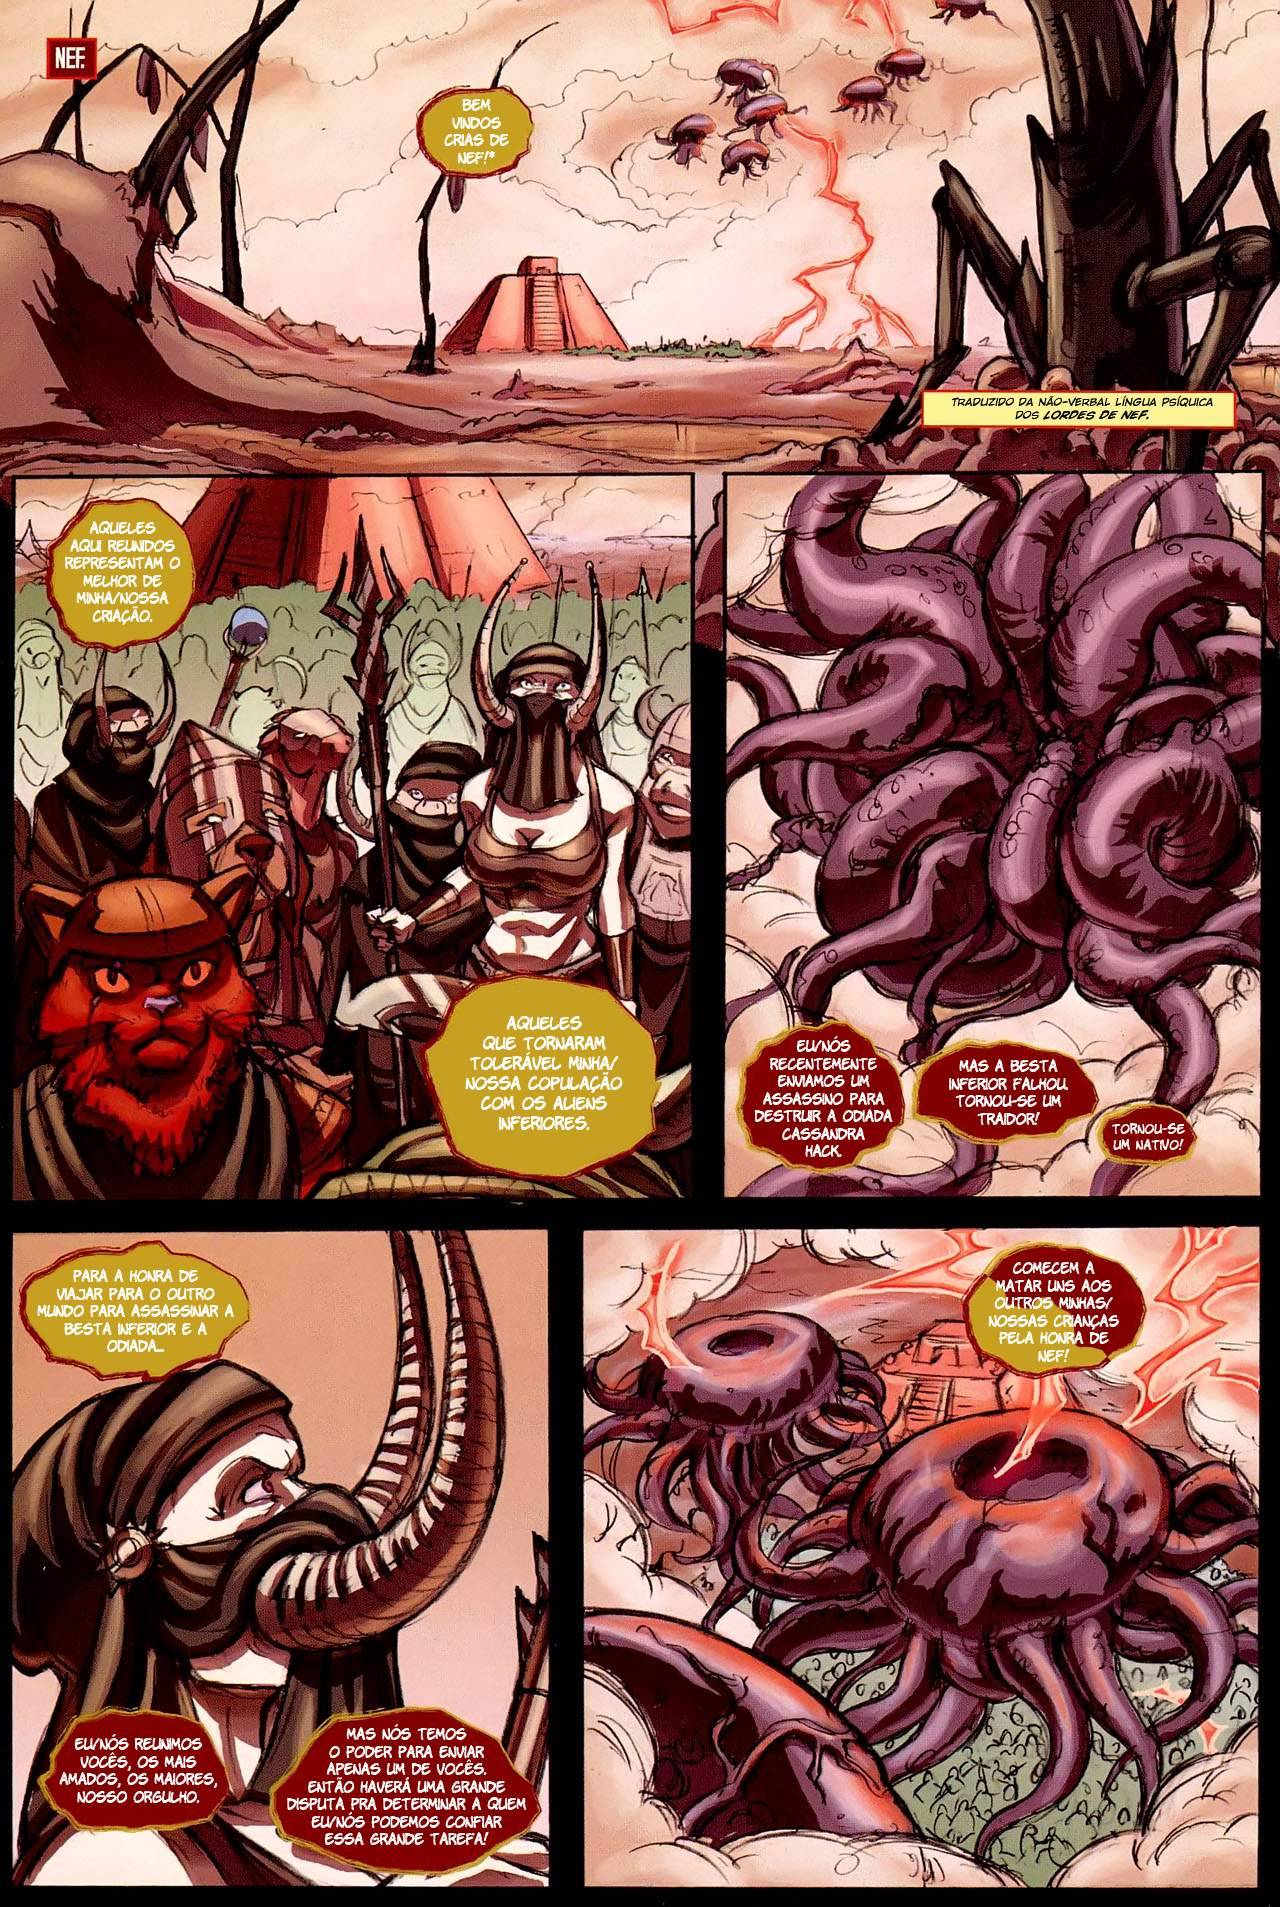 NEF.
BEM
VINDOS
CRIAS DE
NEF!*
TRADUZIDO DA NÃO-VERBAL LÍNGUA PSÍQUICA
DOS LORDES DE NEF.
AQUELES
AQUI REUNIDOS
REPRESENTAM O
MELHOR DE
MINHA/NOSSA
CRIAÇÃO.
AQUELES
QUE TORNARAM
TOLERÁVEL MINHA/
NOSSA COPULAÇÃO
COM OS ALIENS
INFERIORES.
EU/NÓS
RECENTEMENTE
ENVIAMOS UM
ASSASSINO PARA
DESTRUIR A ODIADA
CASSANDRA
HACK.
MAS A BESTA
INFERIOR FALHOU.
TORNOU-SE UM
TRAIDOR!
TORNOU-SE
UM NATIVO!
PARA A HONRA DE
VIAJAR PARA O OUTRO
MUNDO PARA ASSASSINAR A
BESTA INFERIOR E A
ODIADA...
EU/NÓS REUNIMOS
VOCÊS, OS MAIS
AMADOS, OS MAIORES,
NOSSO ORGULHO.
MAS NÓS TEMOS
O PODER PARA ENVIAR
APENAS UM DE VOCÊS.
ENTÃO HAVERÁ UMA GRANDE
DISPUTA PRA DETERMINAR A QUEM
EU/NÓS PODEMOS CONFIAR
ESSA GRANDE TAREFA!
COMECEM A
MATAR UNS AOS
OUTROS MINHAS/
NOSSAS CRIANÇAS
PELA HONRA DE
NEF!